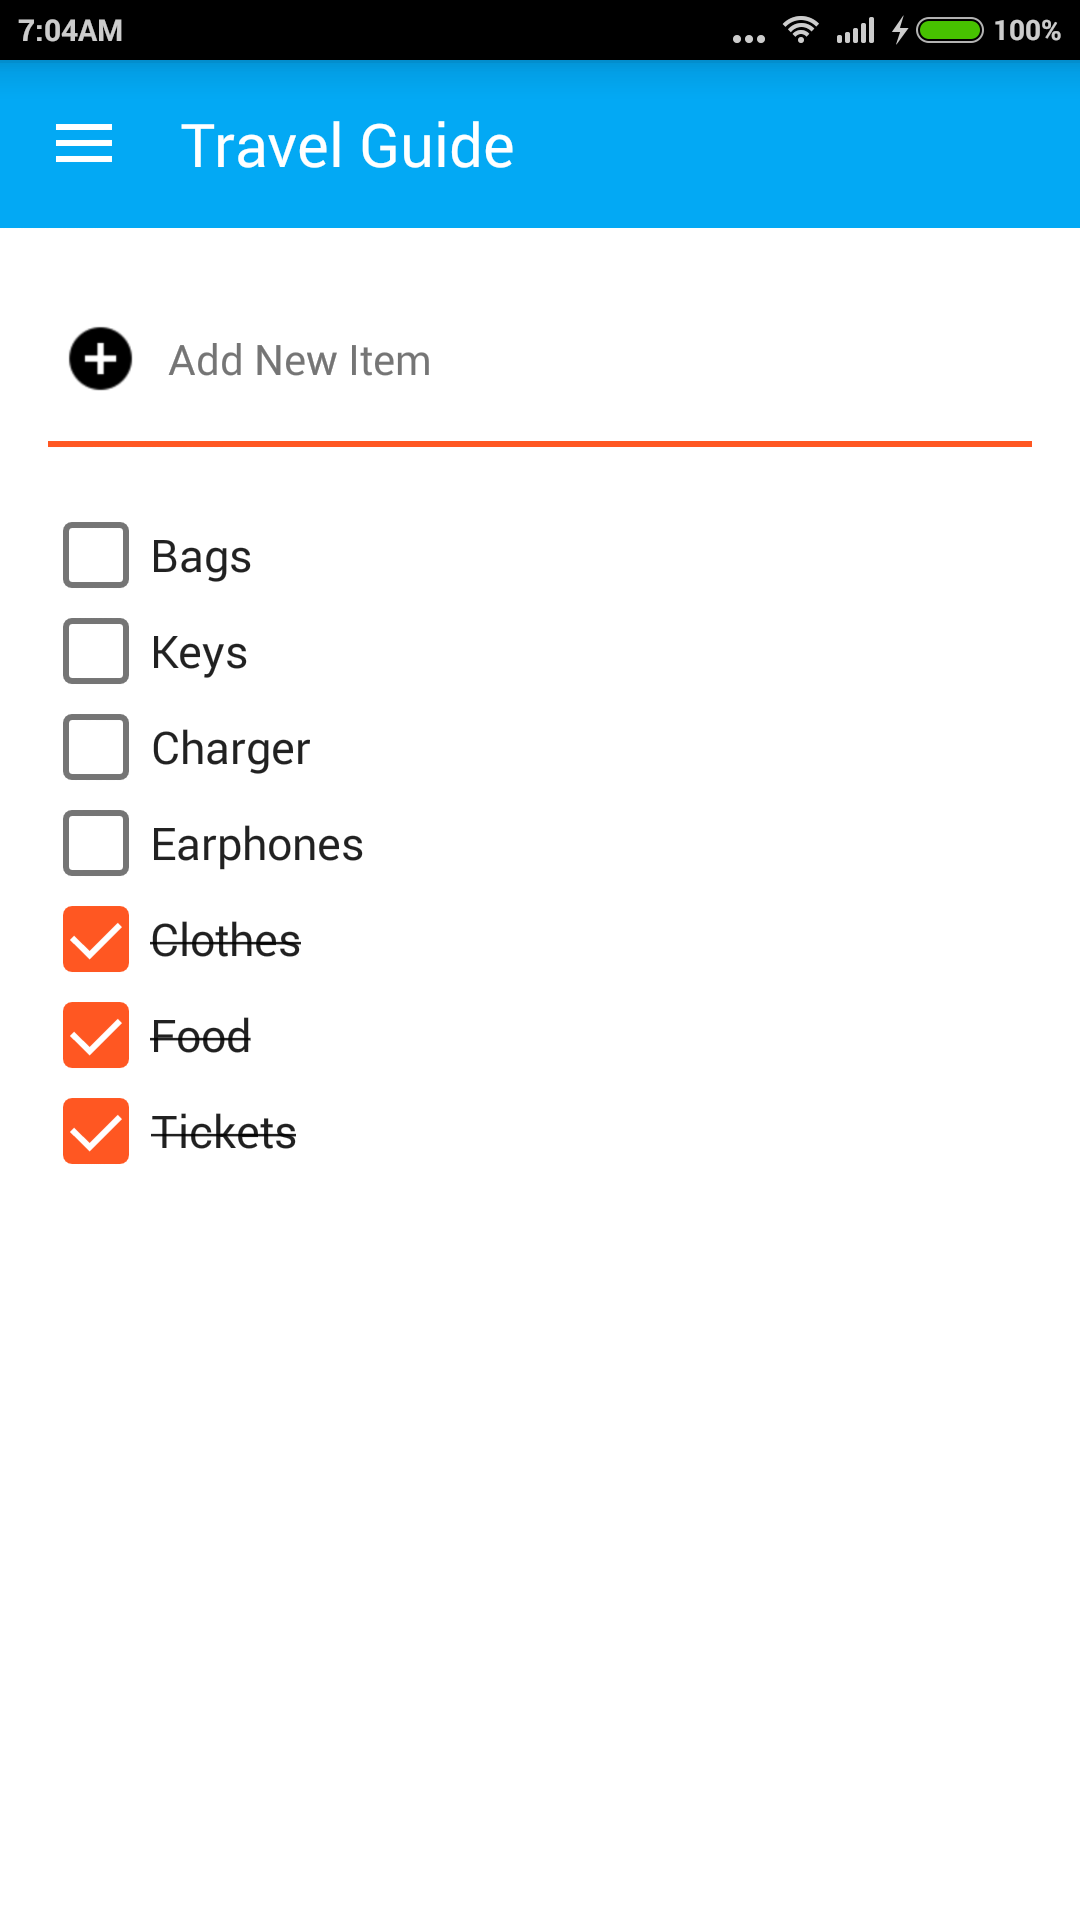 7:04AM 100%
Travel Guide
Add New Item
Bags
Keys
Charger
Earphones
Clothes
Food
Tickets